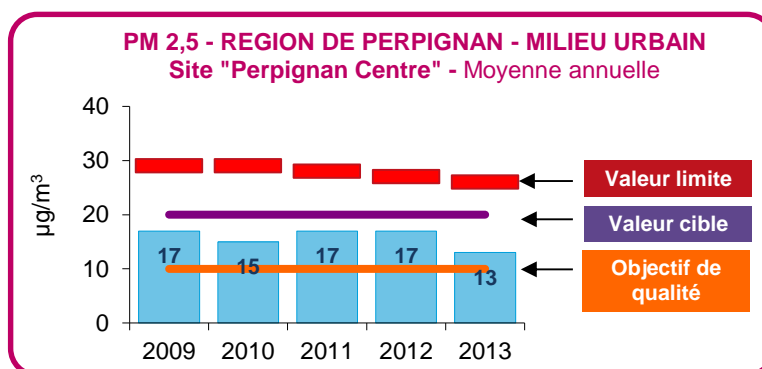 PM 2,5 - REGION DE PERPIGNAN - MILIEU URBAIN
Site "Perpignan Centre" - Moyenne annuelle
µg/m³
40
30
20
10
0
17
15
17
17
13
2009
2010
2011
2012
2013
Valeur limite
Valeur cible
Objectif de
qualité